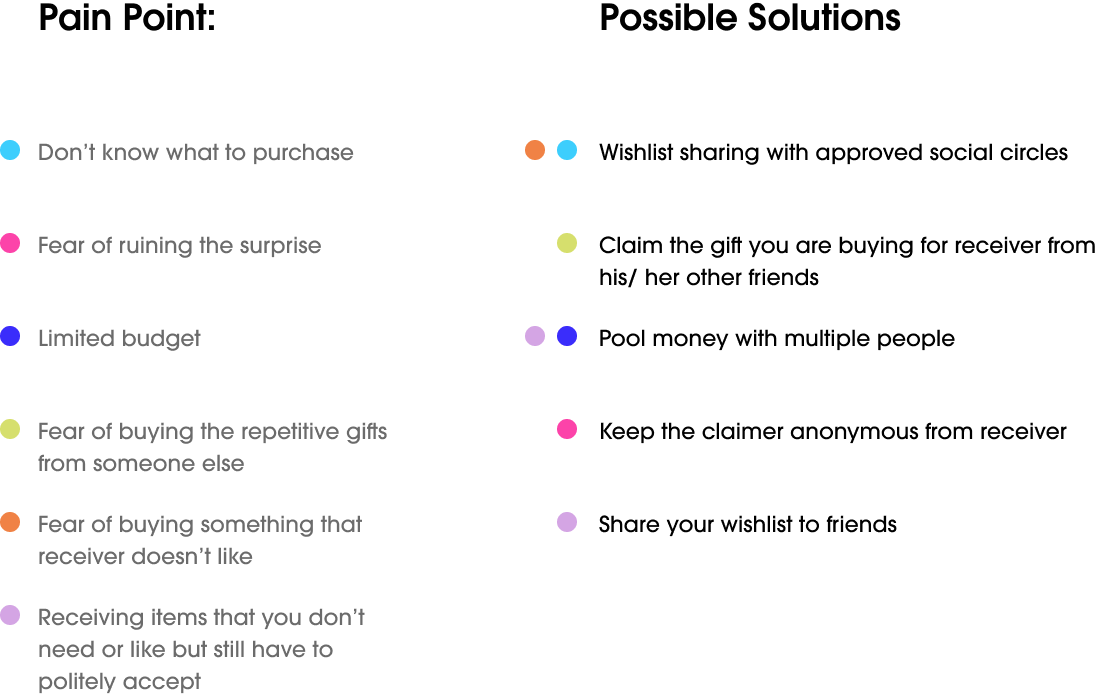 Pain Point:
Possible Solutions
Don’t know what to purchase
Wishlist sharing with approved social circles
Fear of ruining the surprise
Claim the gift you are buying for receiver from
his/ her other friends
Limited budget
Pool money with multiple people
Fear of buying the repetitive gifts
from someone else
Keep the claimer anonymous from receiver
Fear of buying something that
receiver doesn’t like
Share your wishlist to friends
Receiving items that you don’t
need or like but still have to
politely accept